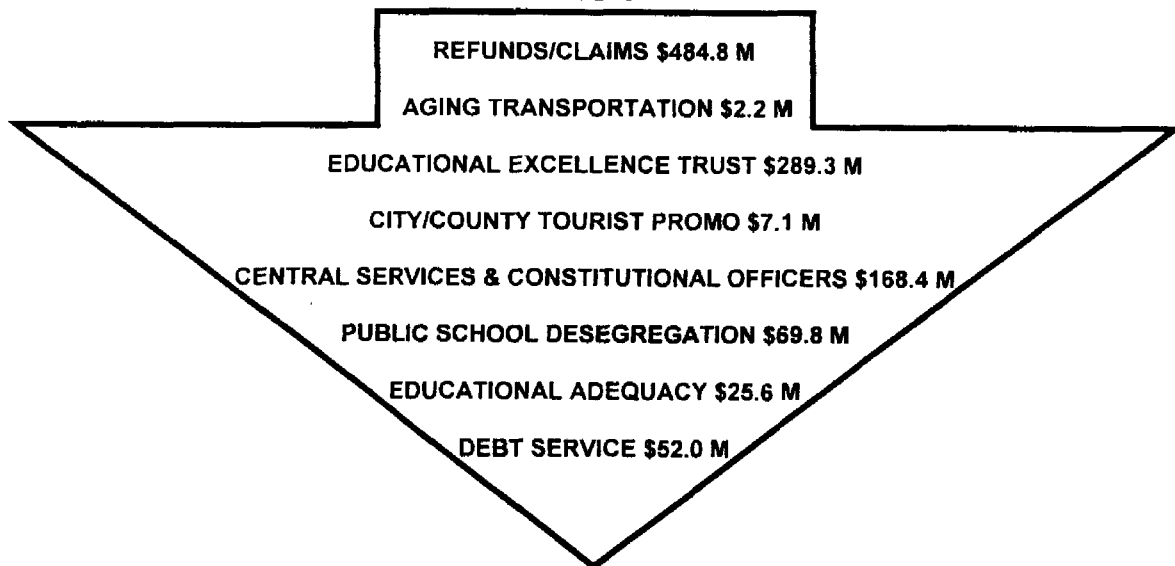 REFUNDS/CLAIMS $484.8 M
AGING TRANSPORTATION $2.2 M
EDUCATIONAL EXCELLENCE TRUST $289.3 M
CITY/COUNTY TOURIST PROMO $7.1 M
CENTRAL SERVICES & CONSTITUTIONAL OFFICERS $168.4 M
PUBLIC SCHOOL DESEGREGATION $69.8 M
EDUCATIONAL ADEQUACY $25.6 M
DEBT SERVICE $52.0 M